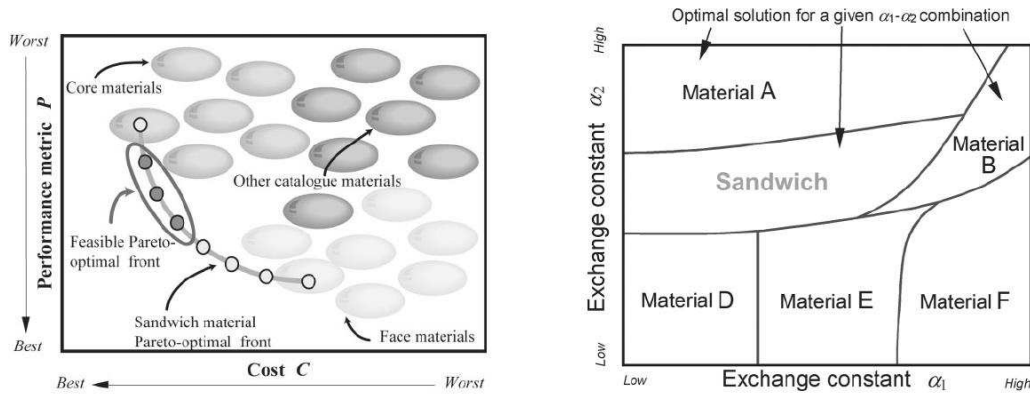 Worst
Performance metric P
Best
Core materials
Other catalogue materials
Feasible Pareto-
optimal front
Sandwich material
Pareto-optimal front
Face materials
Cost C
Best
Worst
Optimal solution for a given α1-α2 combination
High
Exchange constant α2
Low
Material A
Material
B
Sandwich
Material D
Material E
Material F
Low
Exchange constant α1
High